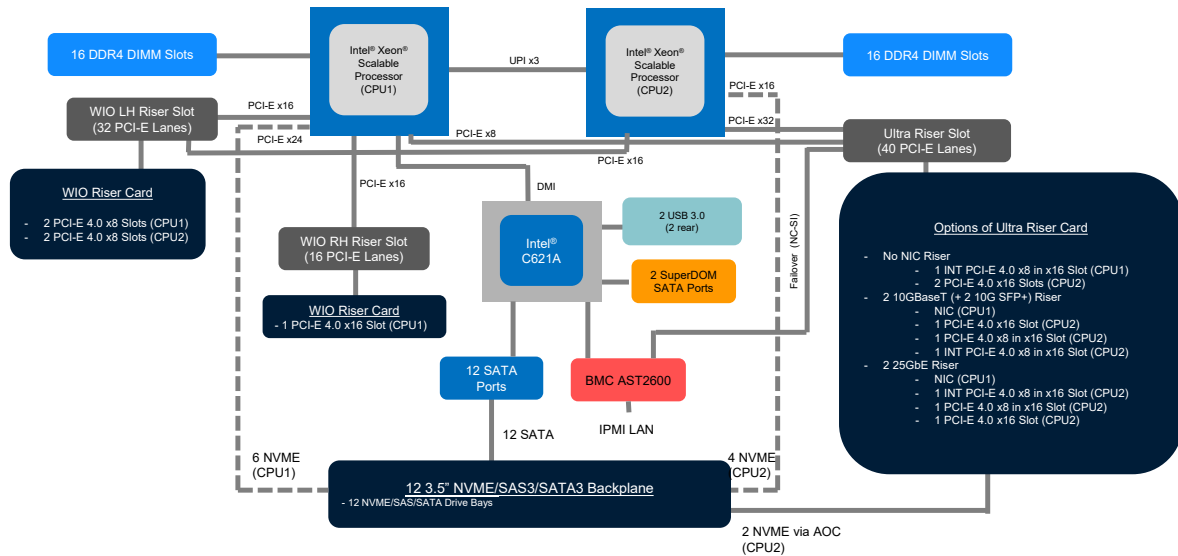 16 DDR4 DIMM Slots
Intel® Xeon®
Scalable
Processor
(CPU1)
UPI x3
Intel® Xeon®
Scalable
Processor
(CPU2)
16 DDR4 DIMM Slots
PCI-E x16
WIO LH Riser Slot
(32 PCI-E Lanes)
PCI-E x16
PCI-E x24
PCI-E x8
PCI-E x16
PCI-E x32
Ultra Riser Slot
(40 PCI-E Lanes)
WIO Riser Card
- 2 PCI-E 4.0 x8 Slots (CPU1)
- 2 PCI-E 4.0 x8 Slots (CPU2)
PCI-E x16
DMI
WIO RH Riser Slot
(16 PCI-E Lanes)
WIO Riser Card
- 1 PCI-E 4.0 x16 Slot (CPU1)
Intel®
C621A
2 USB 3.0
(2 rear)
2 SuperDOM
SATA Ports
Failover (NC-SI)
Options of Ultra Riser Card
- No NIC Riser
- 1 INT PCI-E 4.0 x8 in x16 Slot (CPU1)
- 2 PCI-E 4.0 x16 Slots (CPU2)
- 2 10GBaseT (+ 2 10G SFP+) Riser
- NIC (CPU1)
- 1 PCI-E 4.0 x16 Slot (CPU2)
- 1 PCI-E 4.0 x8 in x16 Slot (CPU2)
- 1 INT PCI-E 4.0 x8 in x16 Slot (CPU2)
- 2 25GbE Riser
- NIC (CPU1)
- 1 INT PCI-E 4.0 x8 in x16 Slot (CPU2)
- 1 PCI-E 4.0 x8 in x16 Slot (CPU2)
- 1 PCI-E 4.0 x16 Slot (CPU2)
12 SATA
Ports
BMC AST2600
IPMI LAN
12 SATA
6 NVME
(CPU1)
4 NVME
(CPU2)
12 3.5" NVME/SAS3/SATA3 Backplane
- 12 NVME/SAS/SATA Drive Bays
2 NVME via AOC
(CPU2)